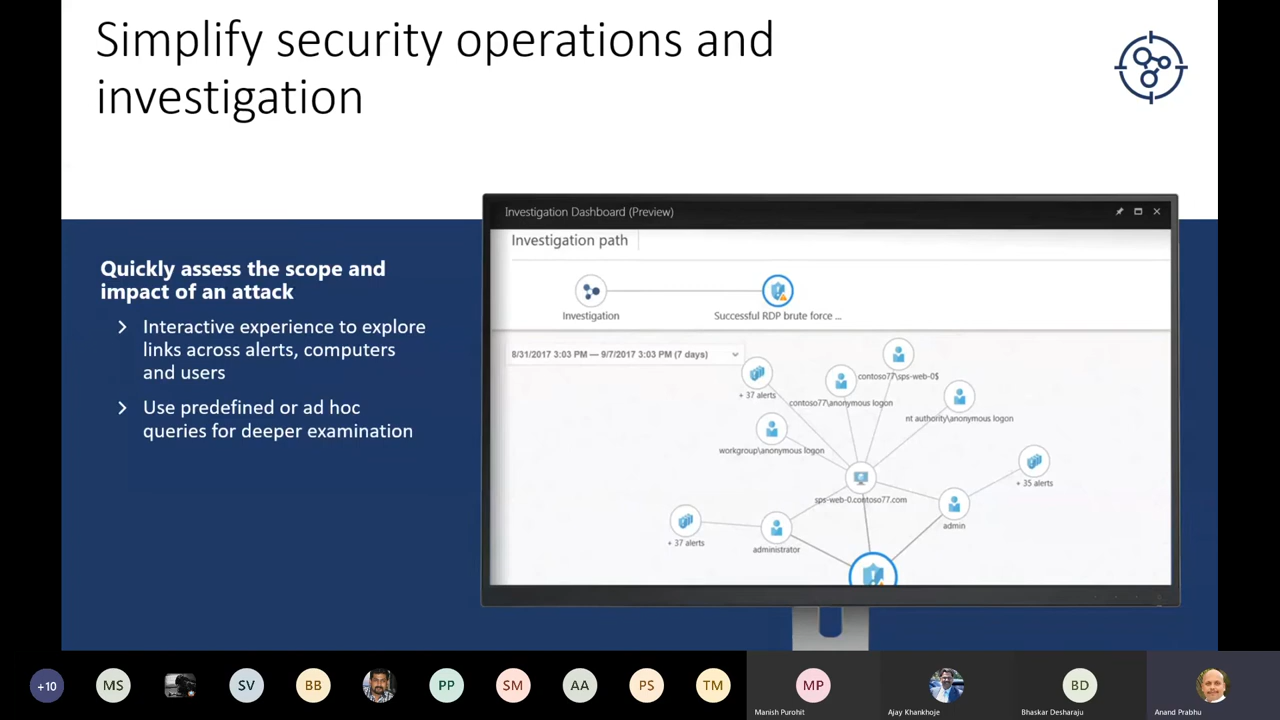 Simplify security operations and
investigation
Quickly assess the scope and
impact of an attack
Interactive experience to explore
links across alerts, computers
and users
Use predefined or ad hoc
queries for deeper examination
Investigation Dashboard (Preview)
Investigation path
Investigation
Successful RDP brute force ...
8/31/2017 3:03 PM — 9/7/2017 3:03 PM (7 days)
+ 37 alerts
contoso77\anonymous logon
contoso77\sps-web-0$
nt authority\anonymous logon
workgroup\anonymous logon
sps-web-0.contoso77.com
+ 35 alerts
admin
+ 37 alerts
administrator
+10
MS
SV
BB
PP
SM
AA
PS
TM
MP
BD
Manish Purohit
Ajay Khankhoje
Bhaskar Desharaju
Anand Prabhu